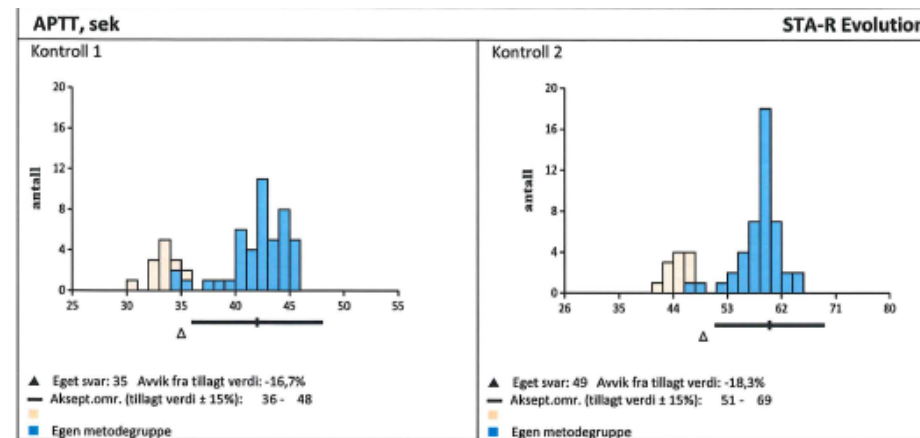 APTT, sek
STA-R Evolution
Kontroll 1
antall
20
16
12
8
4
0
25
35
40
45
50
55
Δ
▲ Eget svar: 35 Avvik fra tillagt verdi: -16,7%
Aksept.omr. (tillagt verdi ± 15%): 36 - 48
Egen metodegruppe
Kontroll 2
antall
20
16
12
8
4
0
26
35
44
53
62
71
80
Δ
▲ Eget svar: 49 Avvik fra tillagt verdi: -18,3%
Aksept.omr. (tillagt verdi ± 15%): 51 - 69
Egen metodegruppe